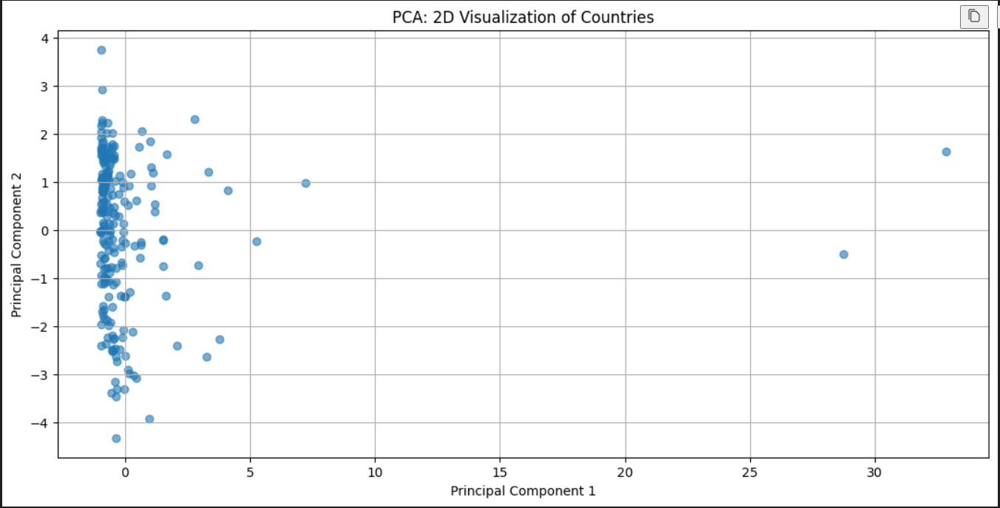 PCA: 2D Visualization of Countries
4
3
2
1
0
−1
−2
−3
−4
Principal Component 2
0 5 10 15 20 25 30
Principal Component 1